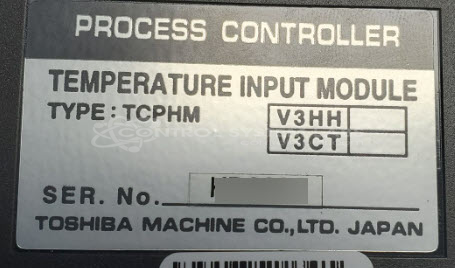 PROCESS CONTROLLER
TEMPERATURE INPUT MODULE
TYPE : TCPHM
V3HH
V3CT
SER. No.
TOSHIBA MACHINE CO.,LTD. JAPAN